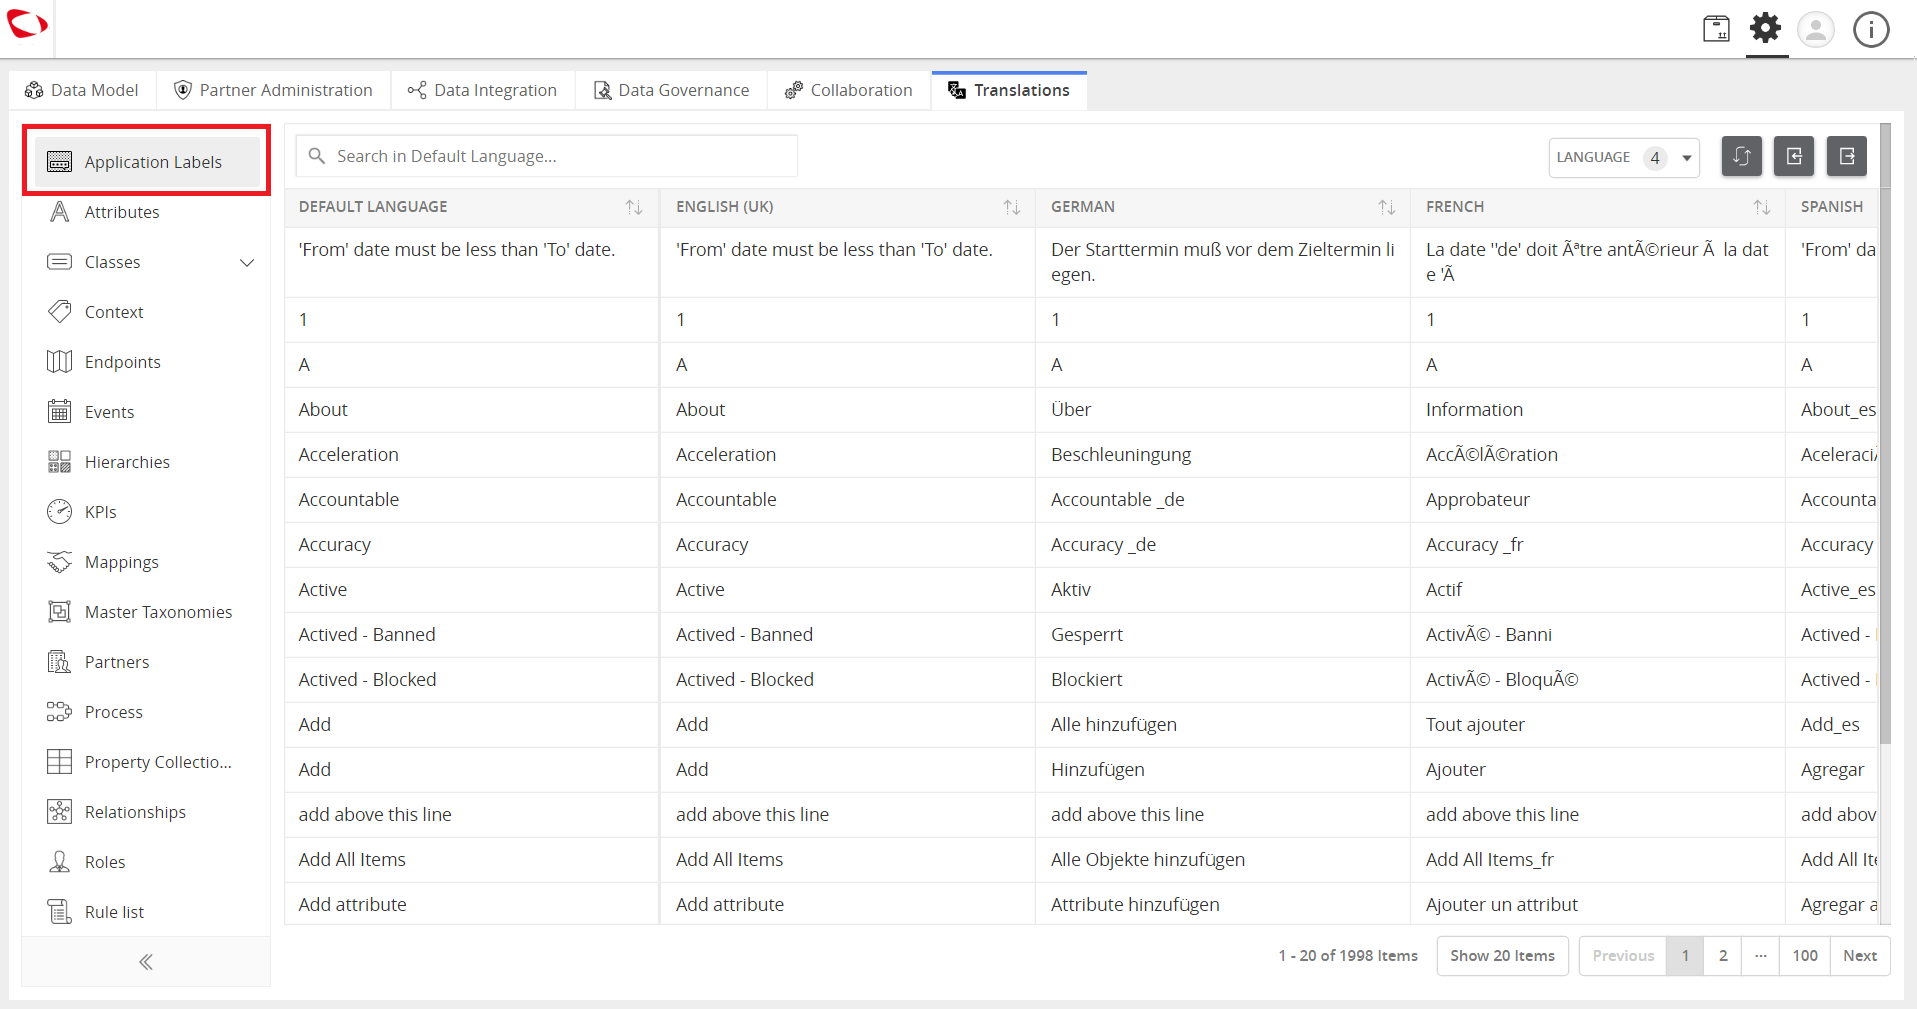 Data Model
Partner Administration
Data Integration
Data Governance
Collaboration
Translations
Application Labels
Attributes
Classes
Context
Endpoints
Events
Hierarchies
KPIs
Mappings
Master Taxonomies
Partners
Process
Property Collectio...
Relationships
Roles
Rule list
Search in Default Language...
LANGUAGE 4
DEFAULT LANGUAGE ENGLISH (UK) GERMAN FRENCH SPANISH
'From' date must be less than 'To' date. 'From' date must be less than 'To' date. Der Starttermin muß vor dem Zieltermin li La date ''de' doit Ãªtre antÃ©rieur Ã  la dat 'From' da
egen. e 'Ã
1 1 1 1 1
A A A A A
About About Über Information About_es
Acceleration Acceleration Beschleuningung AccÃ©lÃ©ration AceleraciÃ
Accountable Accountable Accountable _de Approbateur Accounta
Accuracy Accuracy Accuracy _de Accuracy _fr Accuracy
Active Active Aktiv Actif Active_es
Actived - Banned Actived - Banned Gesperrt ActivÃ© - Banni Actived -
Actived - Blocked Actived - Blocked Blockiert ActivÃ© - BloquÃ© Actived -
Add Add Alle hinzufügen Tout ajouter Add_es
Add Add Hinzufügen Ajouter Agregar
add above this line add above this line add above this line add above this line add abov
Add All Items Add All Items Alle Objekte hinzufügen Add All Items_fr Add All Ite
Add attribute Add attribute Attribute hinzufügen Ajouter un attribut Agregar a
1 - 20 of 1998 Items Show 20 Items Previous 1 2 ... 100 Next